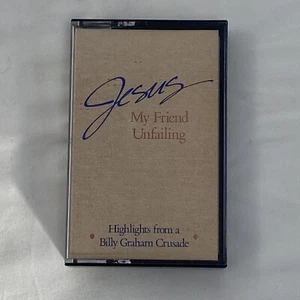 Jesus
My Friend
Unfailing
Highlights from a
Billy Graham Crusade